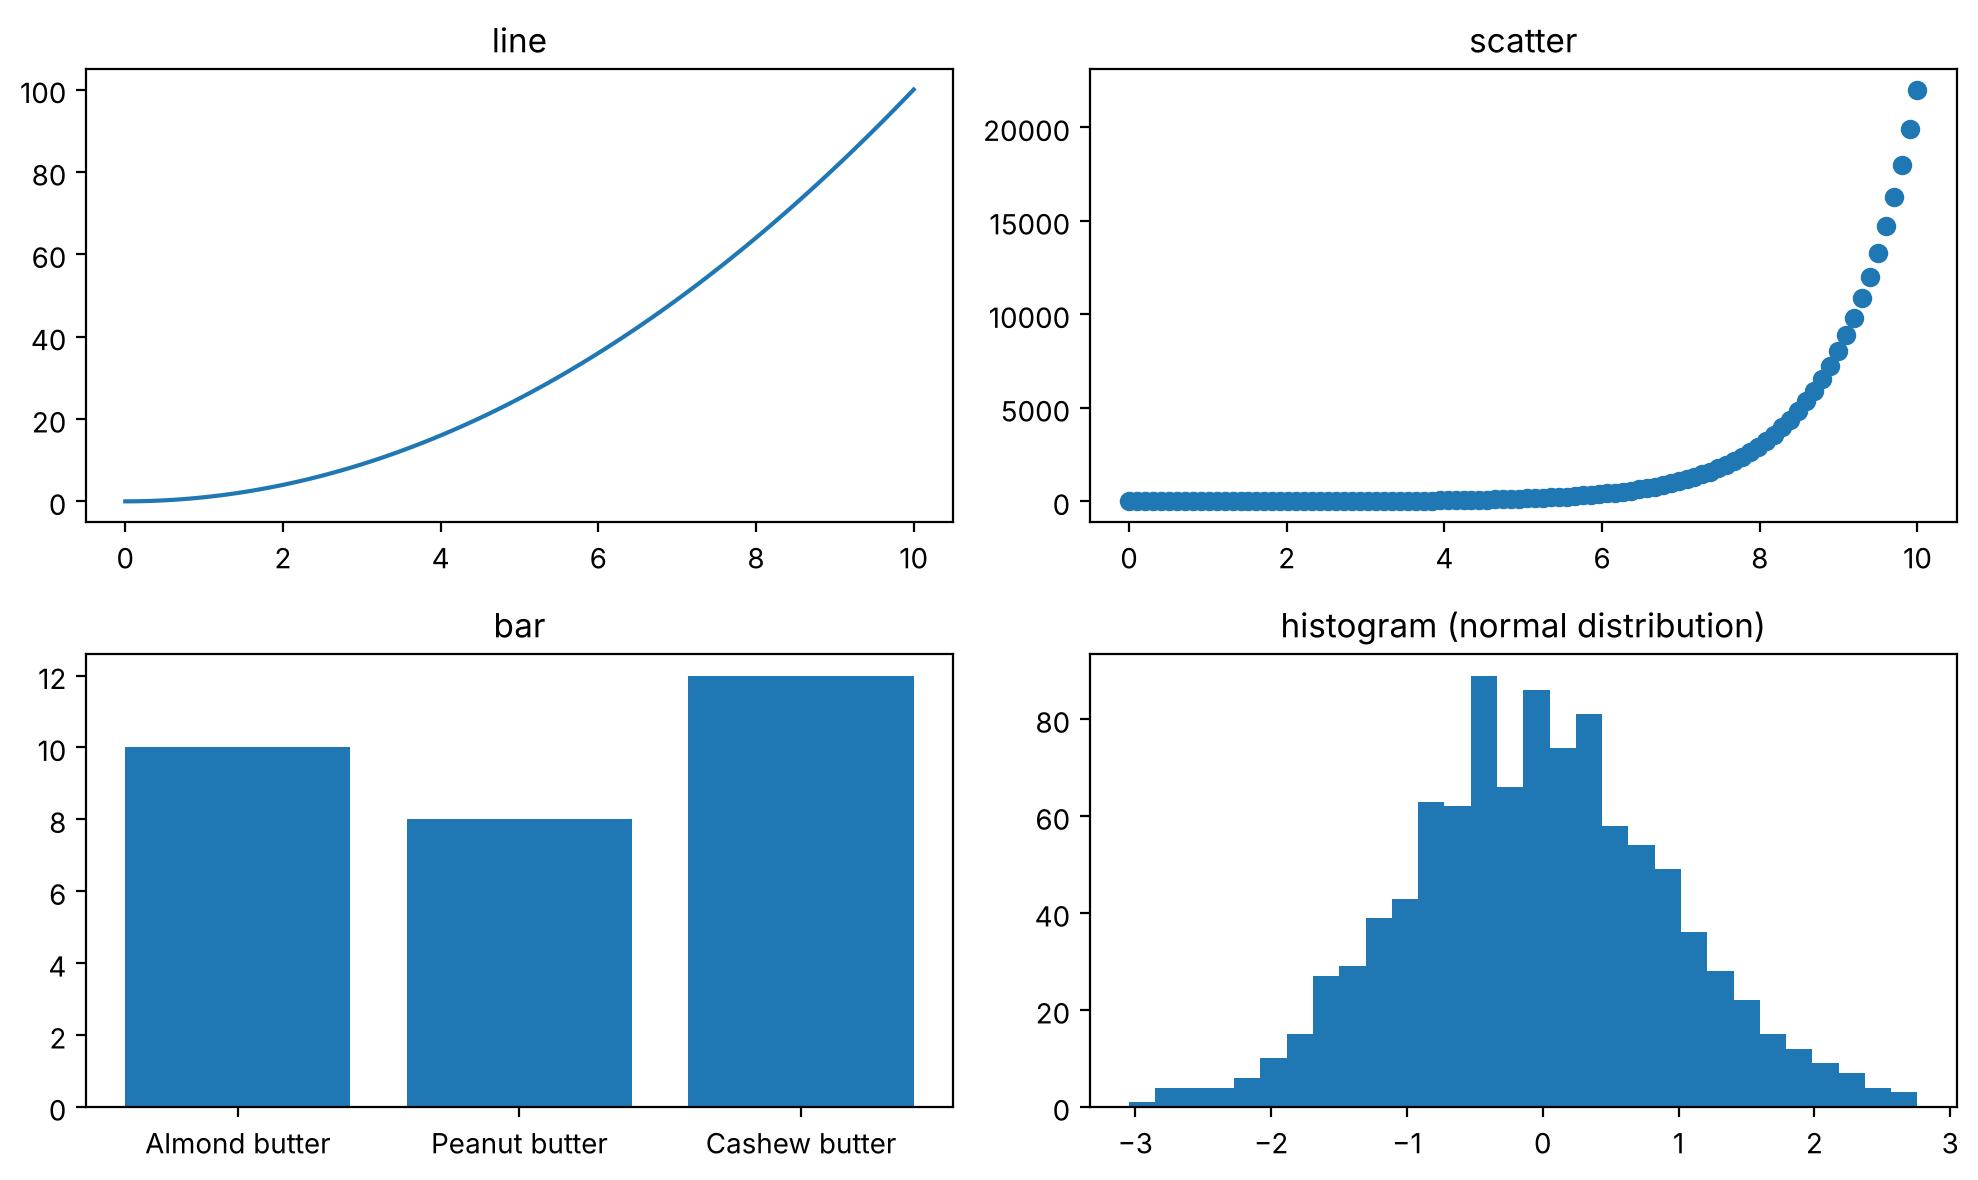 line
100
80
60
40
20
0
0 2 4 6 8 10
scatter
20000
15000
10000
5000
0
0 2 4 6 8 10
bar
12
10
8
6
4
2
0
Almond butter Peanut butter Cashew butter
histogram (normal distribution)
80
60
40
20
0
−3 −2 −1 0 1 2 3